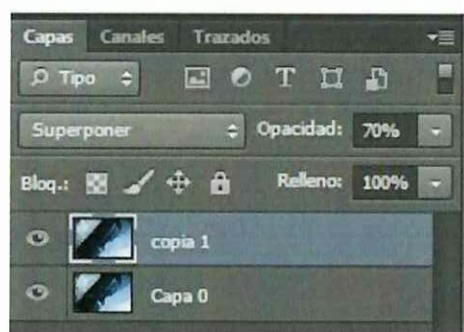 Capas Canales Trazados
Tipo T
Superponer Opacidad: 70%
Bloq.: Relleno: 100%
copia 1
Capa 0